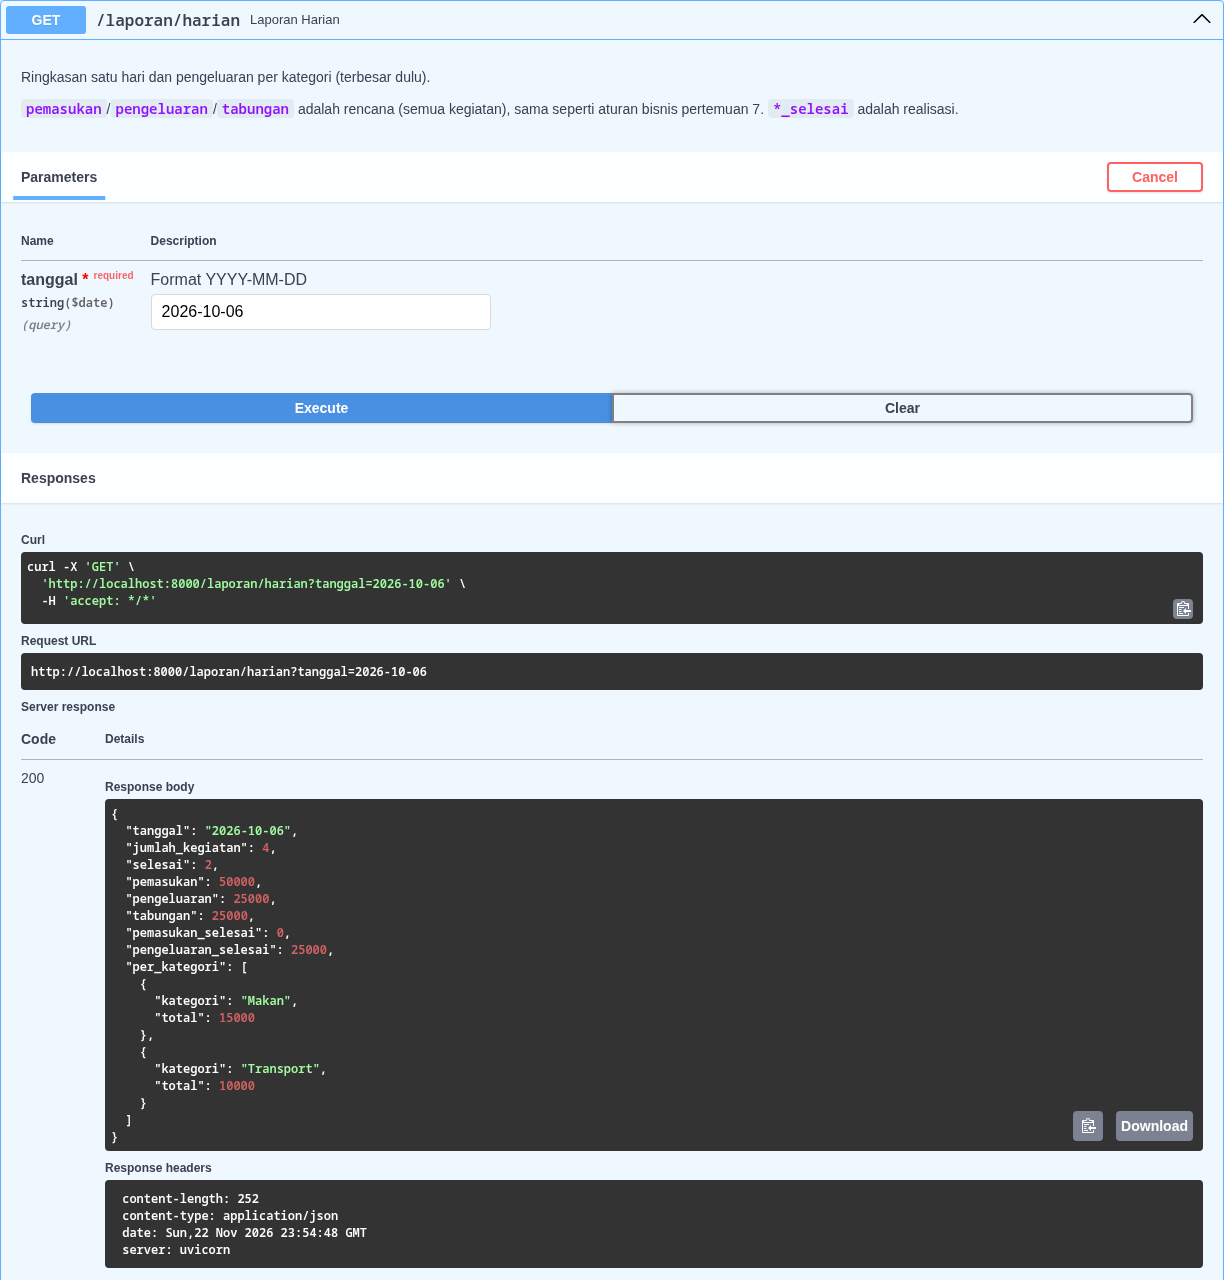 GET /laporan/harian Laporan Harian
Ringkasan satu hari dan pengeluaran per kategori (terbesar dulu).
pemasukan / pengeluaran / tabungan adalah rencana (semua kegiatan), sama seperti aturan bisnis pertemuan 7. *_selesai adalah realisasi.
Parameters
Cancel
Name Description
tanggal * required Format YYYY-MM-DD
string($date)
2026-10-06
(query)
Execute Clear
Responses
Curl
curl -X 'GET' \
  'http://localhost:8000/laporan/harian?tanggal=2026-10-06' \
  -H 'accept: */*'
Request URL
http://localhost:8000/laporan/harian?tanggal=2026-10-06
Server response
Code Details
200
Response body
{
  "tanggal": "2026-10-06",
  "jumlah_kegiatan": 4,
  "selesai": 2,
  "pemasukan": 50000,
  "pengeluaran": 25000,
  "tabungan": 25000,
  "pemasukan_selesai": 0,
  "pengeluaran_selesai": 25000,
  "per_kategori": [
    {
      "kategori": "Makan",
      "total": 15000
    },
    {
      "kategori": "Transport",
      "total": 10000
    }
  ]
}
Download
Response headers
content-length: 252
content-type: application/json
date: Sun,22 Nov 2026 23:54:48 GMT
server: uvicorn